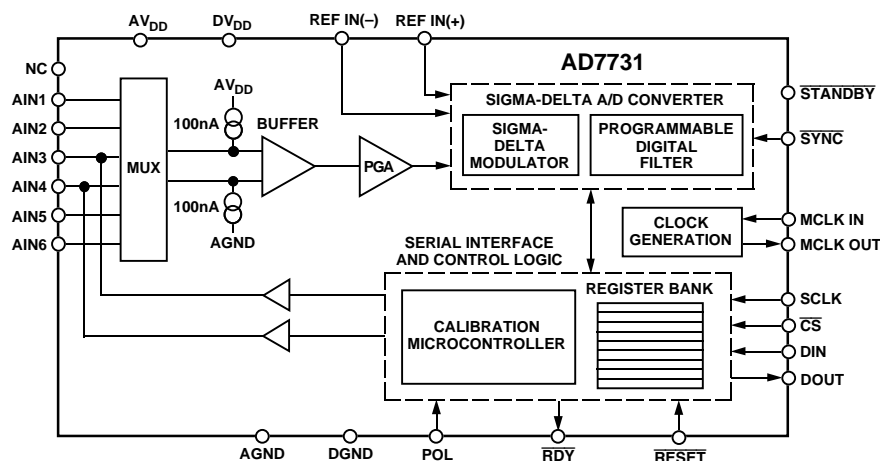 AVDD
DVDD
REF IN(–)
REF IN(+)
AD7731
NC
AIN1
AIN2
AIN3
AIN4
AIN5
AIN6
MUX
AVDD
100nA
BUFFER
PGA
100nA
AGND
SIGMA-DELTA A/D CONVERTER
SIGMA-
DELTA
MODULATOR
PROGRAMMABLE
DIGITAL
FILTER
STANDBY
SYNC
CLOCK
GENERATION
MCLK IN
MCLK OUT
SERIAL INTERFACE
AND CONTROL LOGIC
REGISTER BANK
CALIBRATION
MICROCONTROLLER
SCLK
CS
DIN
DOUT
AGND
DGND
POL
RDY
RESET